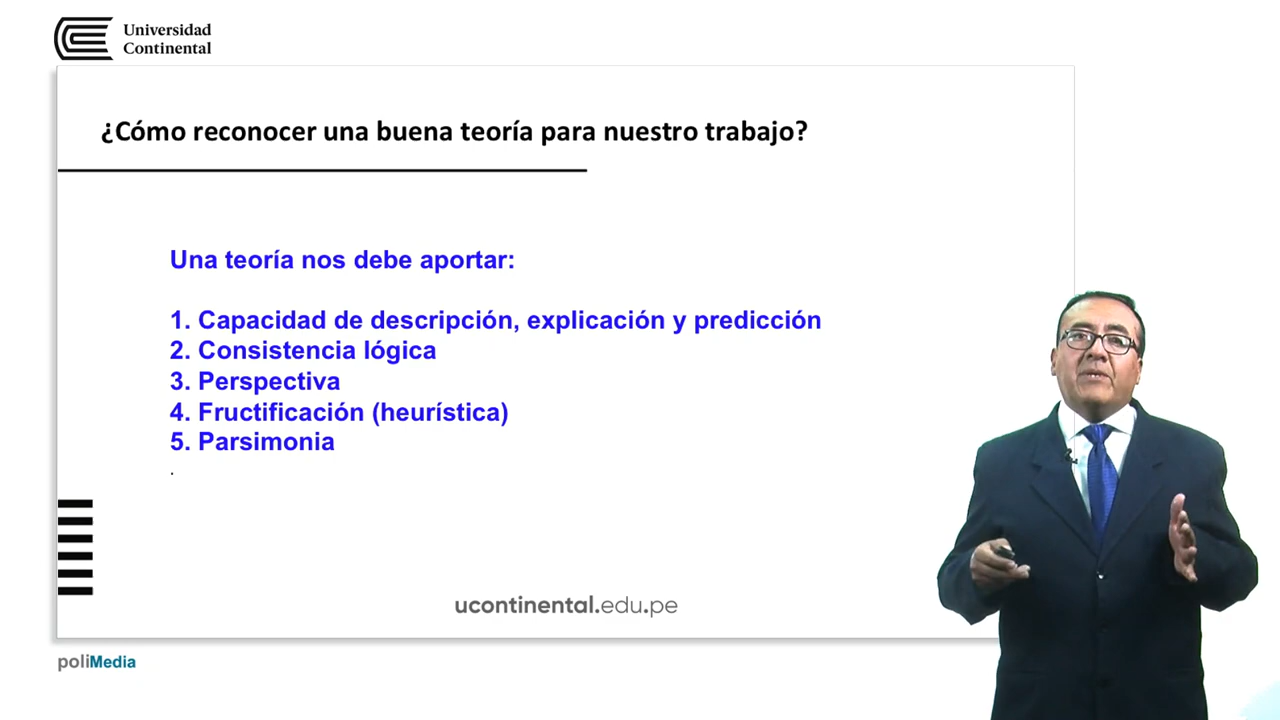 Universidad
Continental
¿Cómo reconocer una buena teoría para nuestro trabajo?
Una teoría nos debe aportar:
1. Capacidad de descripción, explicación y predicción
2. Consistencia lógica
3. Perspectiva
4. Fructificación (heurística)
5. Parsimonia
.
ucontinental.edu.pe
poliMedia